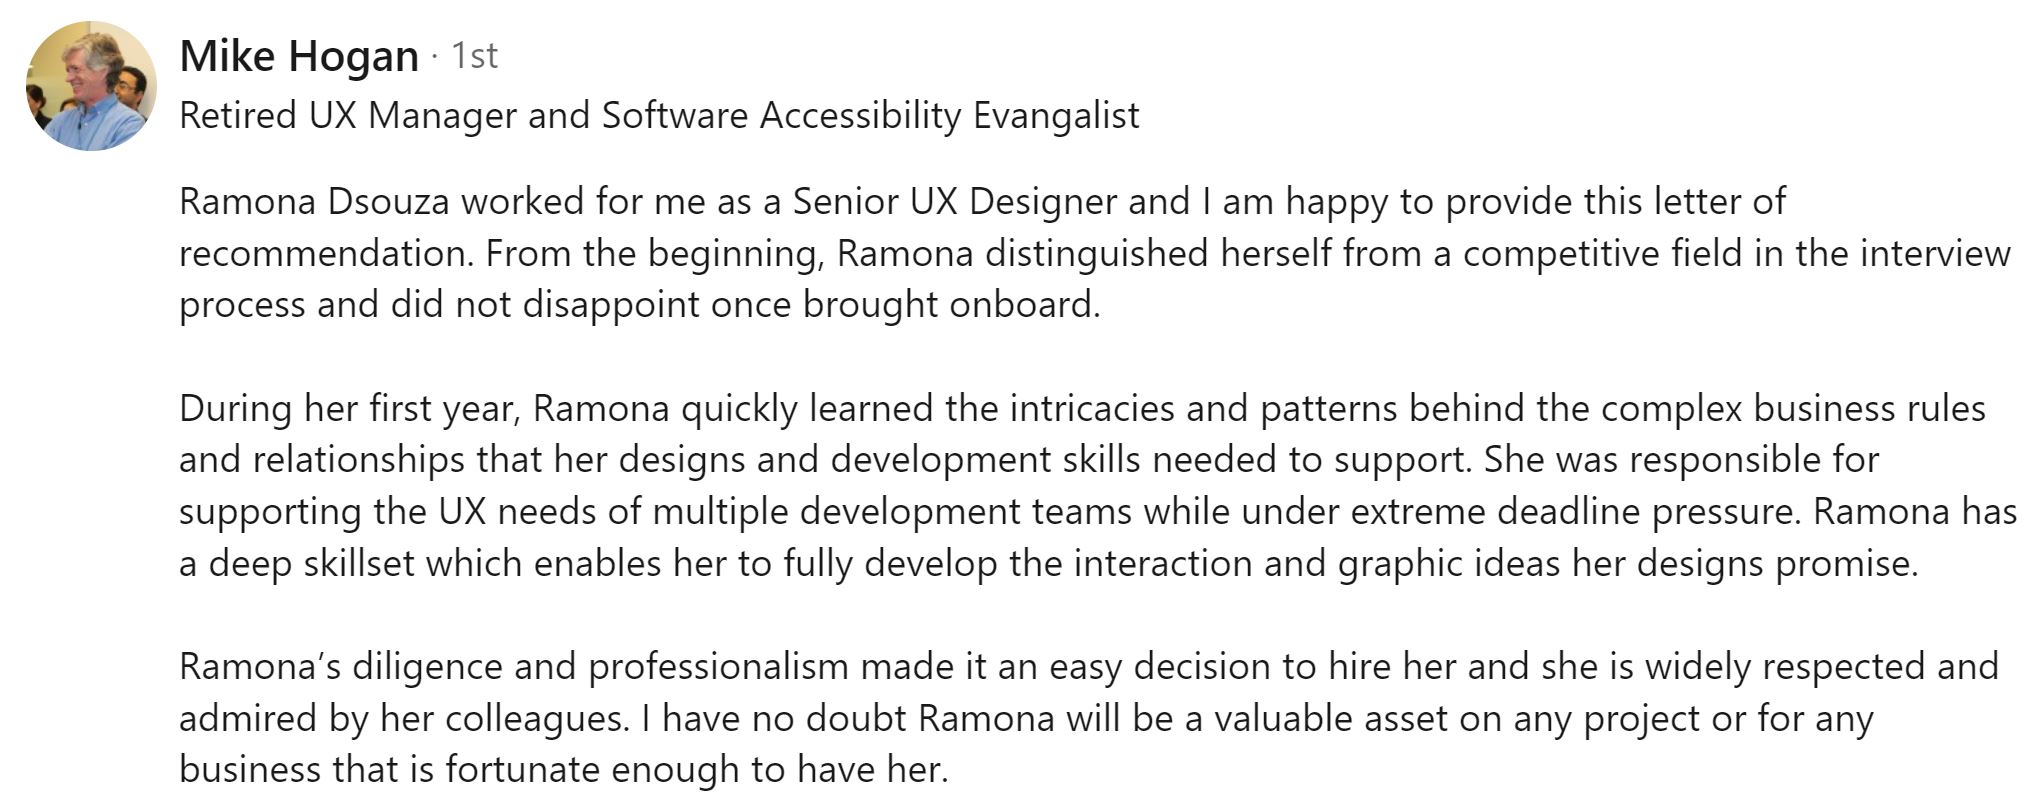 Mike Hogan · 1st
Retired UX Manager and Software Accessibility Evangalist
Ramona Dsouza worked for me as a Senior UX Designer and I am happy to provide this letter of
recommendation. From the beginning, Ramona distinguished herself from a competitive field in the interview
process and did not disappoint once brought onboard.
During her first year, Ramona quickly learned the intricacies and patterns behind the complex business rules
and relationships that her designs and development skills needed to support. She was responsible for
supporting the UX needs of multiple development teams while under extreme deadline pressure. Ramona has
a deep skillset which enables her to fully develop the interaction and graphic ideas her designs promise.
Ramona’s diligence and professionalism made it an easy decision to hire her and she is widely respected and
admired by her colleagues. I have no doubt Ramona will be a valuable asset on any project or for any
business that is fortunate enough to have her.